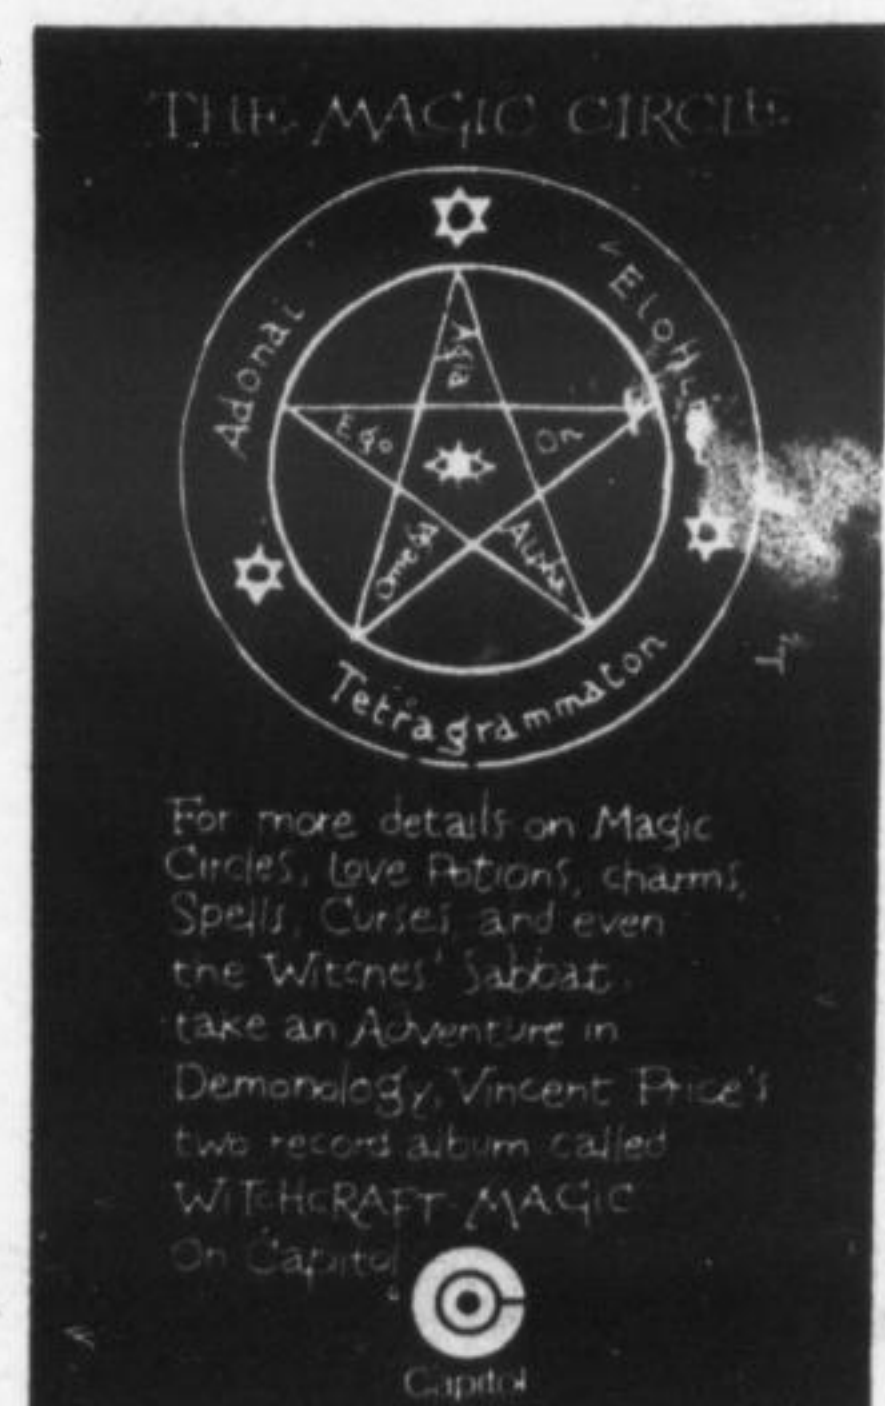 THE MAGIC CIRCLE
Adonai
Ego
On
Omega
Alpha
Tetragrammaton
For more details on Magic
Circles, Love Potions, charms,
Spells, Curses, and even
the Witches' Sabbat
take an Adventure in
Demonology, Vincent Price's
two record album called
WITCHCRAFT-MAGIC
On Capitol
Capitol